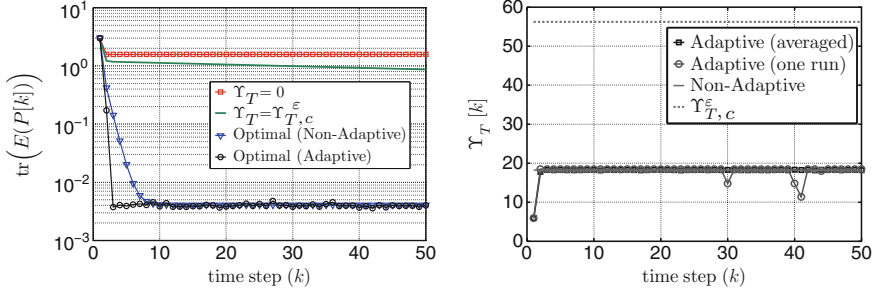 10^1
10^0
10^-1
10^-2
10^-3
tr(E(P[k]))
ϒ_T = 0
ϒ_T = ϒ^ε_{T,c}
Optimal (Non-Adaptive)
Optimal (Adaptive)
0 10 20 30 40 50
time step (k)
60
50
40
30
20
10
0
ϒ_T [k]
Adaptive (averaged)
Adaptive (one run)
Non-Adaptive
ϒ^ε_{T,c}
0 10 20 30 40 50
time step (k)